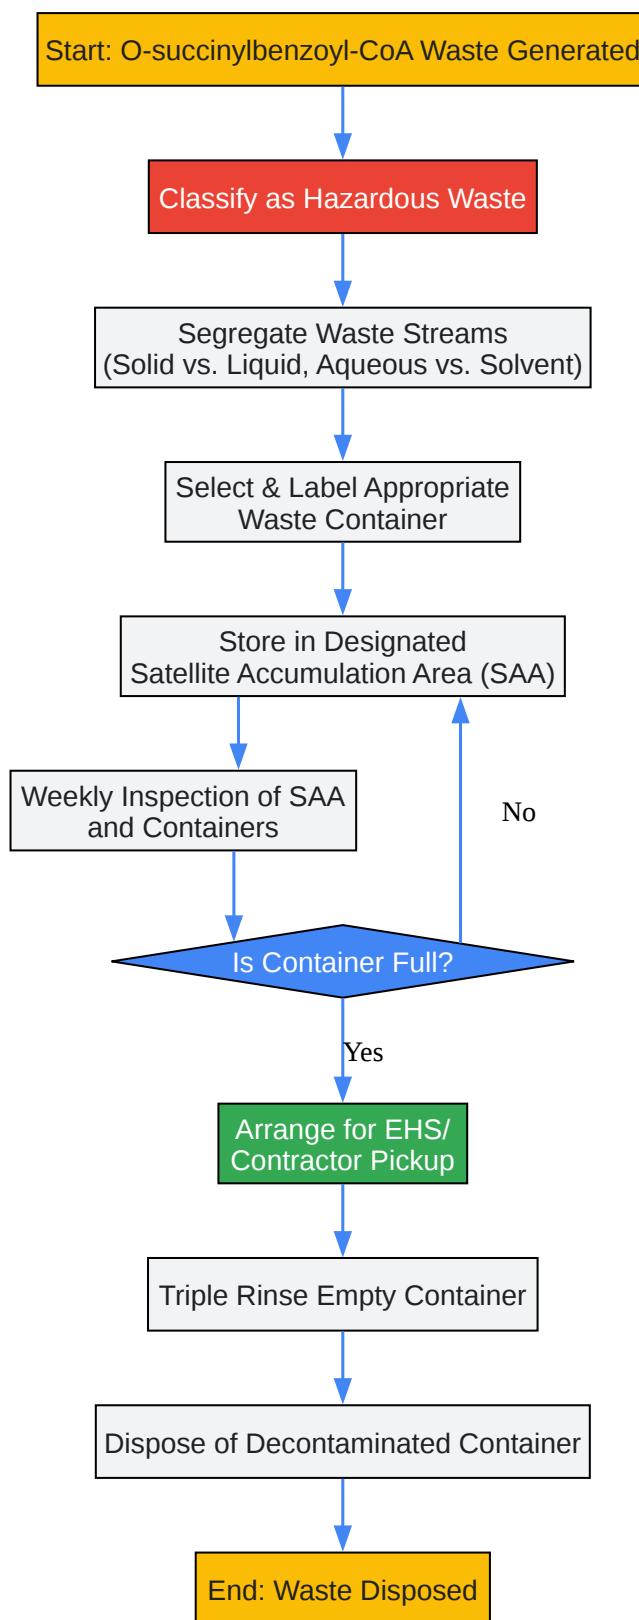 Start: O-succinylbenzoyl-CoA Waste Generated
Classify as Hazardous Waste
Segregate Waste Streams
(Solid vs. Liquid, Aqueous vs. Solvent)
Select & Label Appropriate
Waste Container
Store in Designated
Satellite Accumulation Area (SAA)
Weekly Inspection of SAA
and Containers
No
Is Container Full?
Yes
Arrange for EHS/
Contractor Pickup
Triple Rinse Empty Container
Dispose of Decontaminated Container
End: Waste Disposed